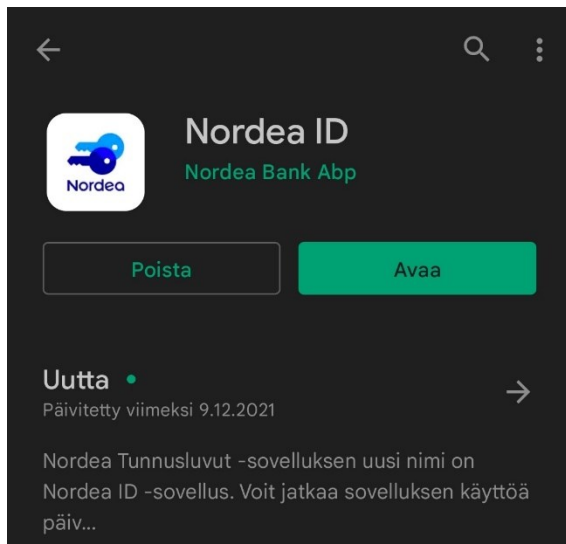 Nordea ID
Nordea
Nordea Bank Abp
Poista
Avaa
Uutta
Päivitetty viimeksi 9.12.2021
Nordea Tunnusluvut -sovelluksen uusi nimi on
Nordea ID -sovellus. Voit jatkaa sovelluksen käyttöä
päiv...